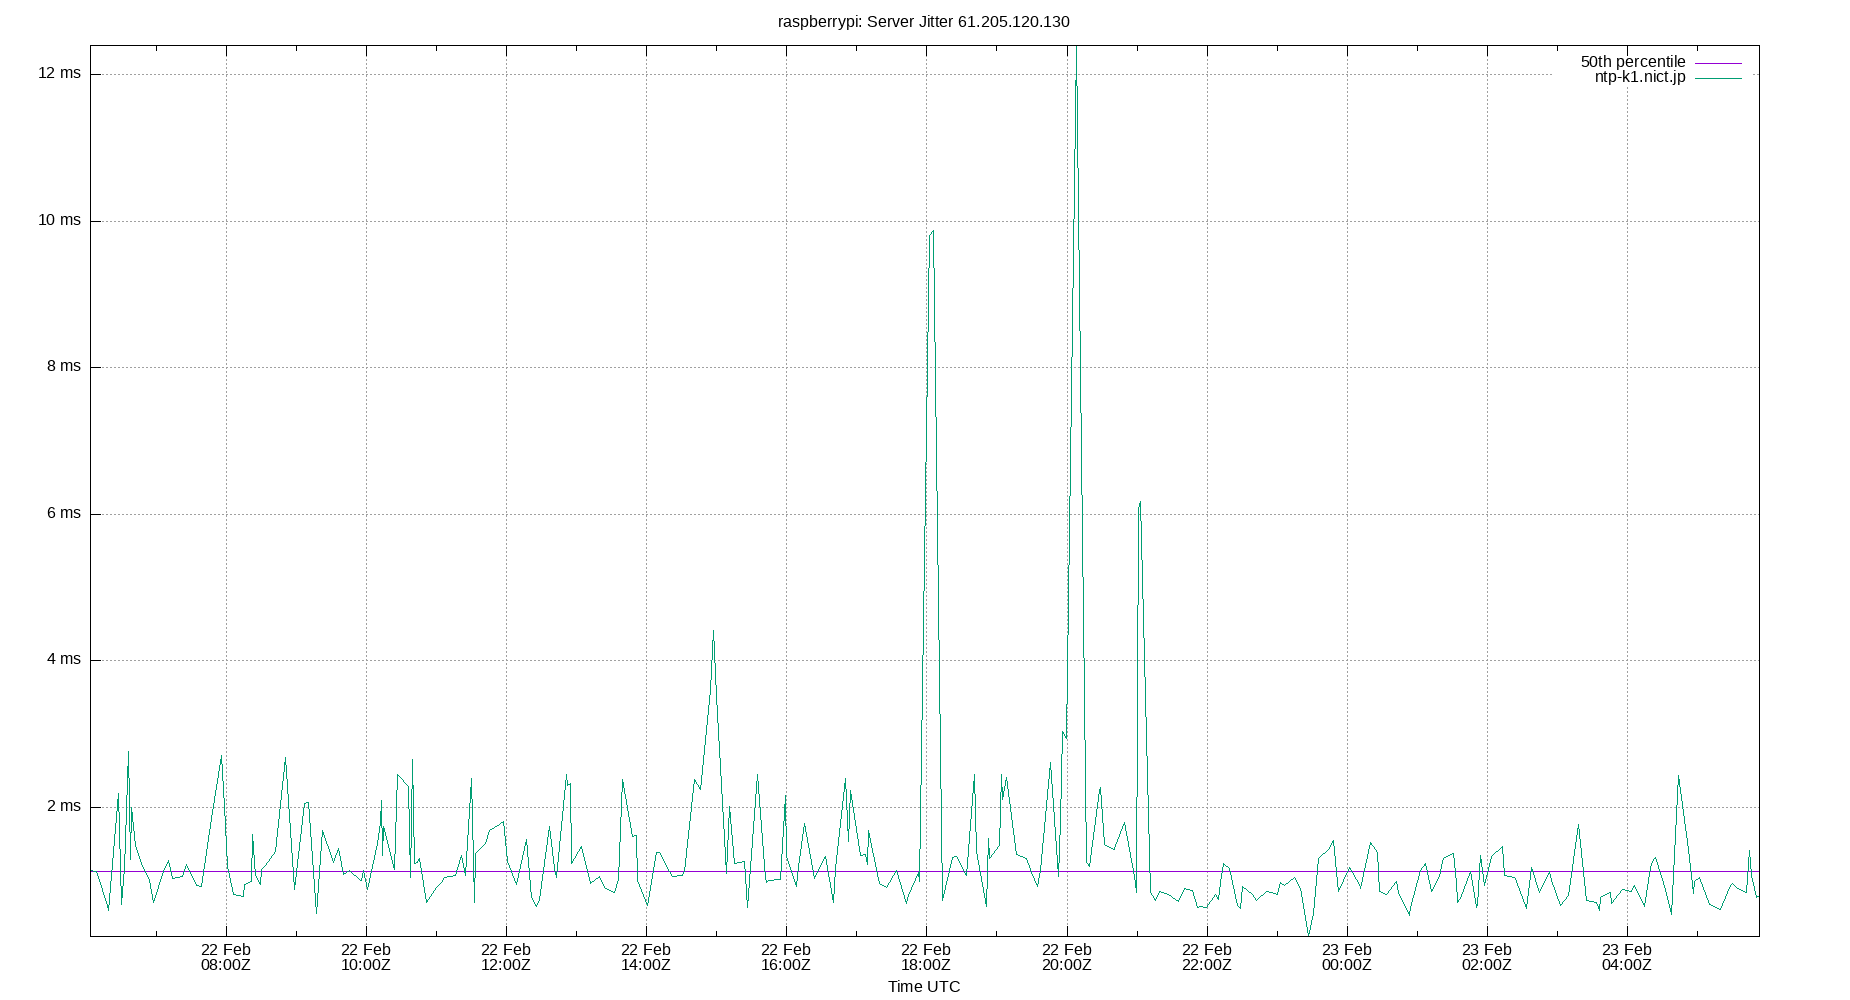 raspberrypi: Server Jitter 61.205.120.130
50th percentile
ntp-k1.nict.jp
12 ms
10 ms
8 ms
6 ms
4 ms
2 ms
22 Feb 22 Feb 22 Feb 22 Feb 22 Feb 22 Feb 22 Feb 22 Feb 23 Feb 23 Feb 23 Feb
08:00Z 10:00Z 12:00Z 14:00Z 16:00Z 18:00Z 20:00Z 22:00Z 00:00Z 02:00Z 04:00Z
Time UTC